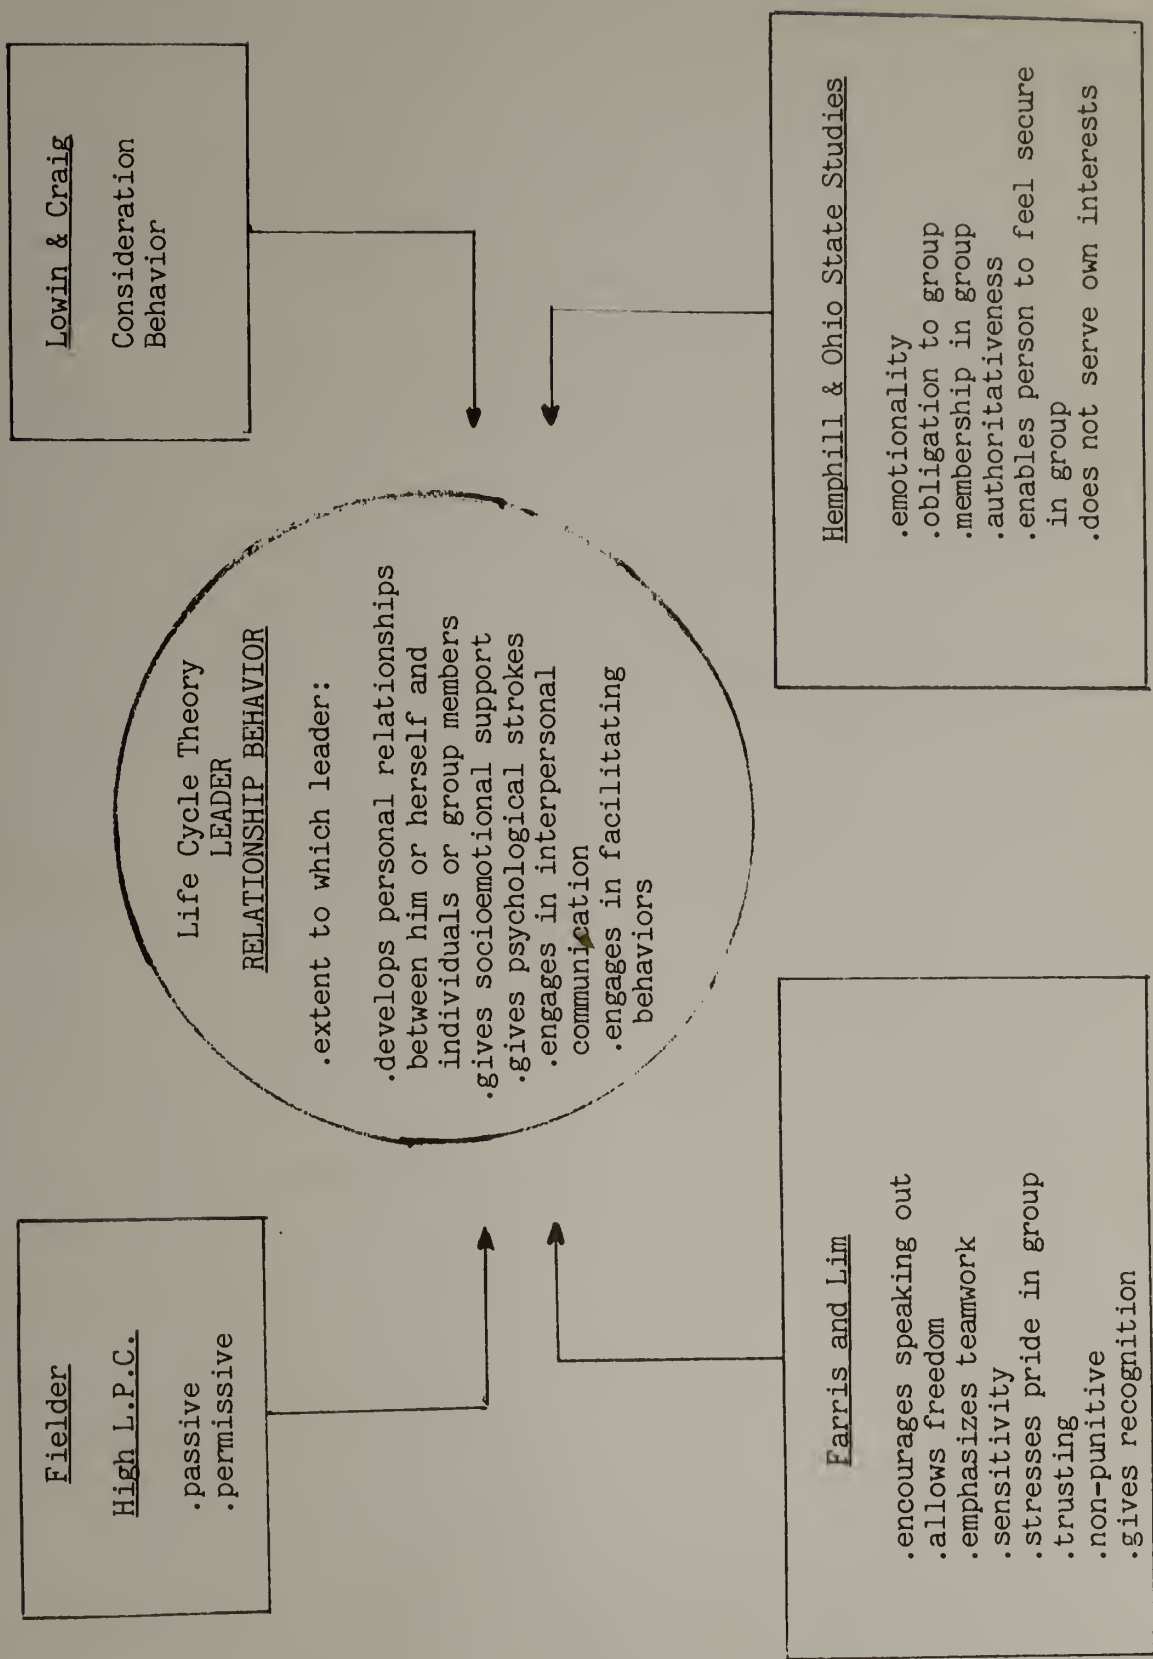 Fielder
High L.P.C.
.passive
.permissive
Lowin & Craig
Consideration
Behavior
Life Cycle Theory
LEADER
RELATIONSHIP BEHAVIOR
.extent to which leader:
.develops personal relationships
between him or herself and
individuals or group members
.gives socioemotional support
.gives psychological strokes
.engages in interpersonal
communication
.engages in facilitating
behaviors
Farris and Lim
.encourages speaking out
.allows freedom
.emphasizes teamwork
.sensitivity
.stresses pride in group
.trusting
.non-punitive
.gives recognition
Hemphill & Ohio State Studies
.emotionality
.obligation to group
.membership in group
.authoritativeness
.enables person to feel secure
in group
.does not serve own interests